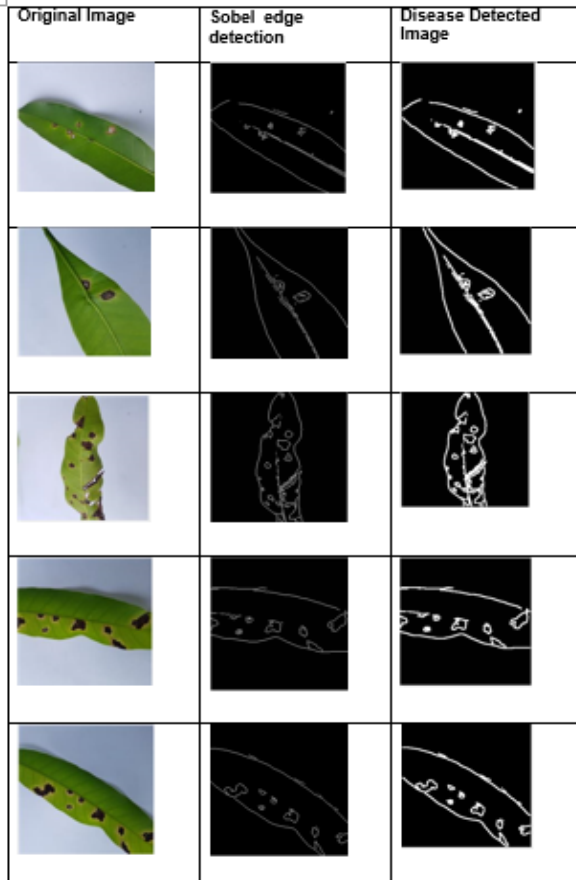 Original Image
Sobel edge
detection
Disease Detected
Image